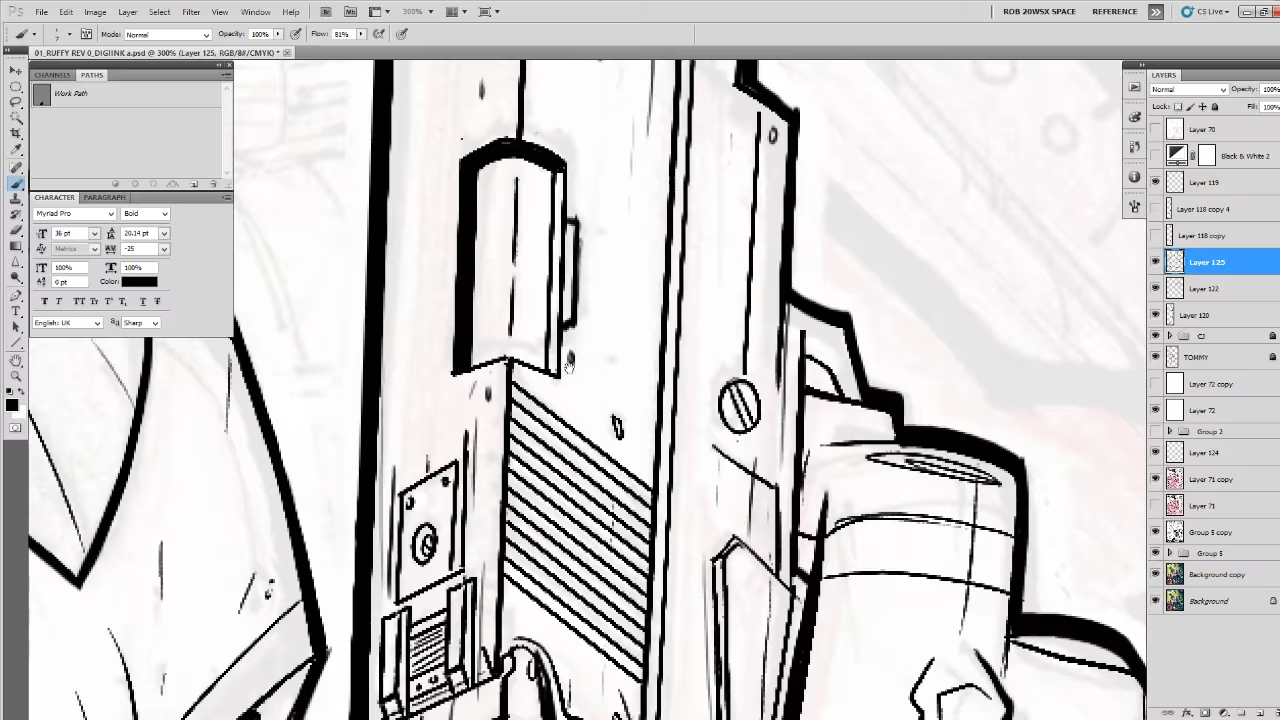 Ps File Edit Image Layer Select Filter View Window Help Br Mb 300% ROB 20WSX SPACE REFERENCE CS Live
Mode: Normal Opacity: 100% Flow: 81%
01_RUFFY REV 0_DIGIINK a.psd @ 300% (Layer 125, RGB/8#/CMYK) *
CHANNELS PATHS
Work Path
CHARACTER PARAGRAPH
Myriad Pro Bold
36 pt 20.14 pt
Metrics -25
100% 100%
0 pt Color:
English: UK Sharp
LAYERS
Normal Opacity: 100%
Lock: Fill: 100%
Layer 70
Black & White 2
Layer 119
Layer 118 copy 4
Layer 118 copy
Layer 125
Layer 122
Layer 120
TOMMY
Layer 72 copy
Layer 72
Group 2
Layer 124
Layer 71 copy
Layer 71
Group 5 copy
Group 5
Background copy
Background